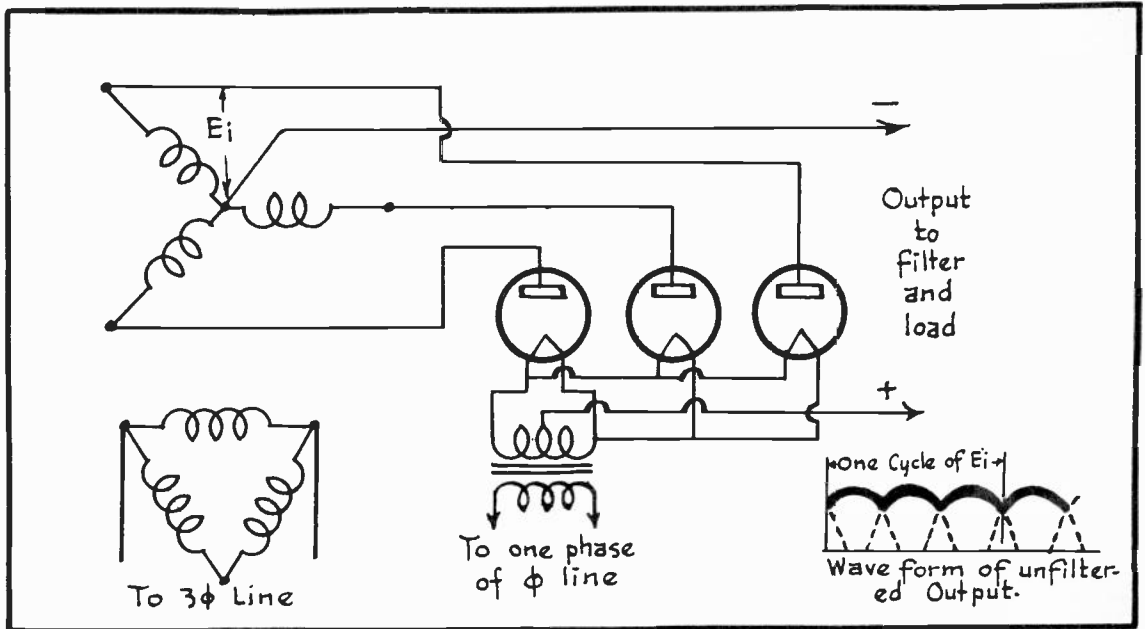 Ei
−
Output
to
filter
and
load
+
One Cycle of Ei
To one phase
of ϕ line
To 3ϕ Line
Wave form of unfilter-
ed Output.